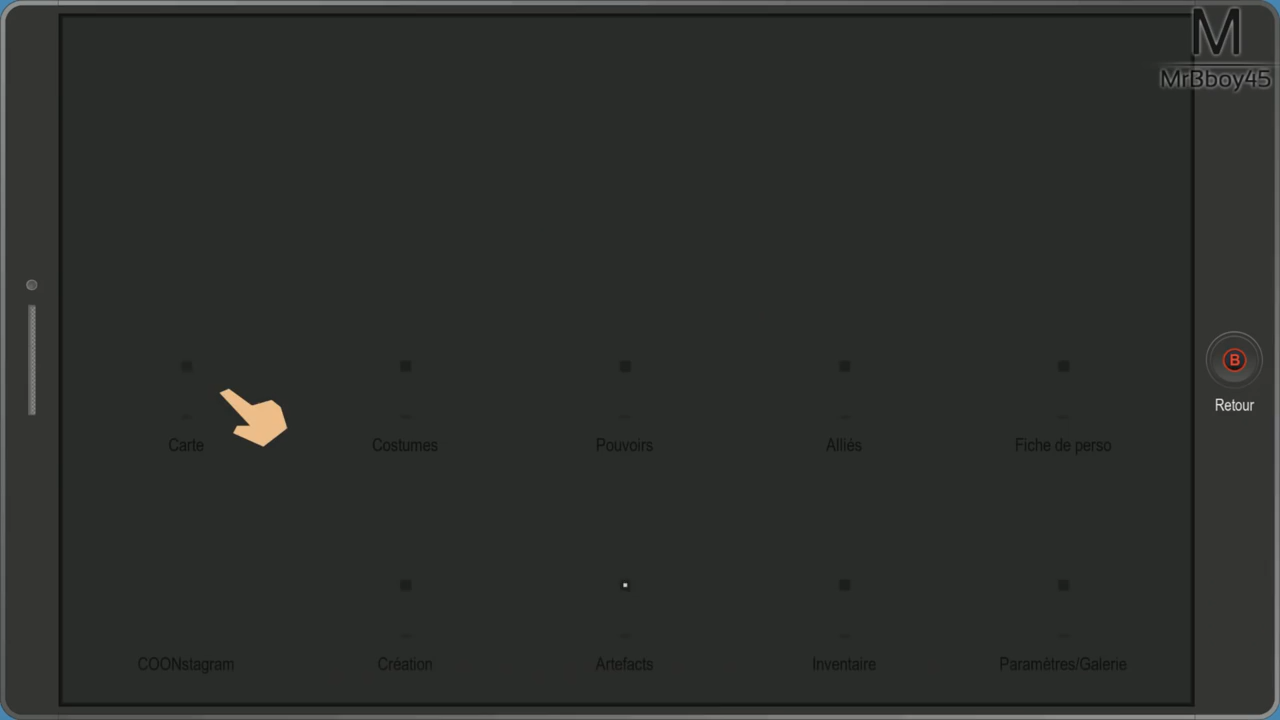 M
MrBboy45
B
Retour
Carte
Costumes
Pouvoirs
Alliés
Fiche de perso
COONstagram
Création
Artefacts
Inventaire
Paramètres/Galerie